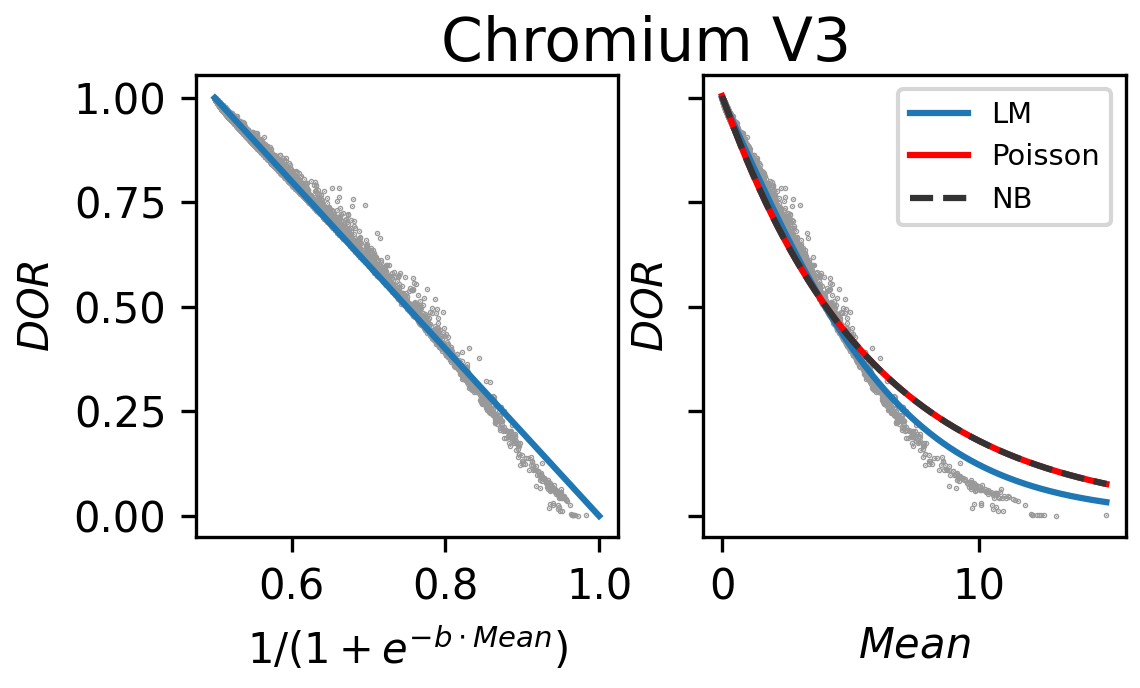 Chromium V3
DOR
1.00
0.75
0.50
0.25
0.00
0.6 0.8 1.0
1/(1 + e^{-b · Mean})
DOR
LM
Poisson
NB
0 10
Mean